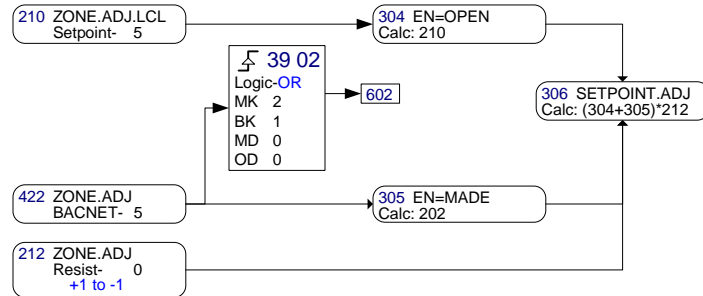 210 ZONE.ADJ.LCL
Setpoint- 5
304 EN=OPEN
Calc: 210
39 02
Logic-OR
MK 2
BK 1
MD 0
OD 0
602
306 SETPOINT.ADJ
Calc: (304+305)*212
422 ZONE.ADJ
BACNET- 5
305 EN=MADE
Calc: 202
212 ZONE.ADJ
Resist- 0
+1 to -1